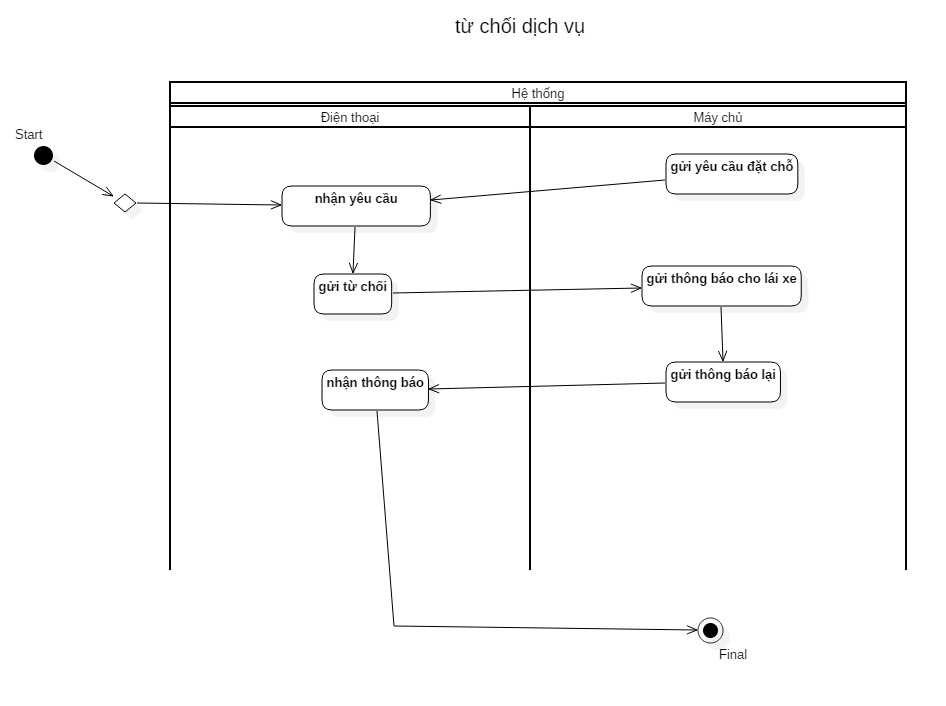 từ chối dịch vụ
Hệ thống
Điện thoại
Máy chủ
Start
gửi yêu cầu đặt chỗ
nhận yêu cầu
gửi từ chối
gửi thông báo cho lái xe
nhận thông báo
gửi thông báo lại
Final